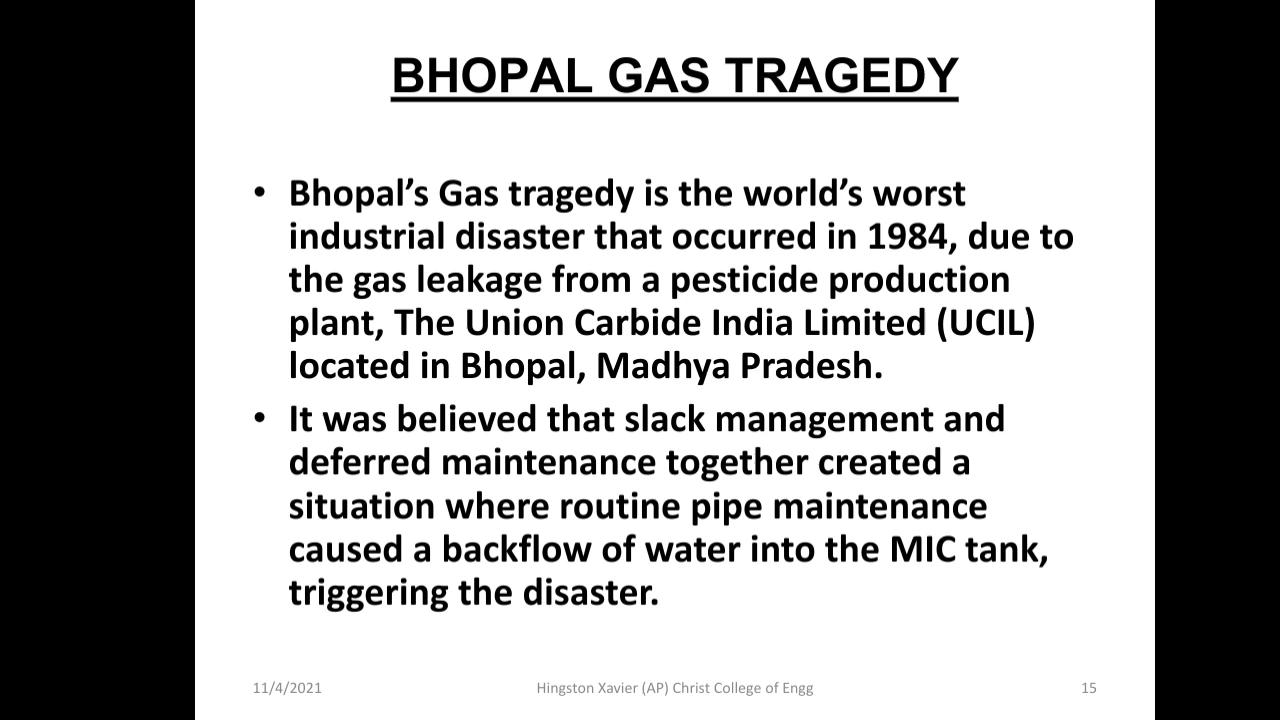 BHOPAL GAS TRAGEDY
• Bhopal’s Gas tragedy is the world’s worst
industrial disaster that occurred in 1984, due to
the gas leakage from a pesticide production
plant, The Union Carbide India Limited (UCIL)
located in Bhopal, Madhya Pradesh.
• It was believed that slack management and
deferred maintenance together created a
situation where routine pipe maintenance
caused a backflow of water into the MIC tank,
triggering the disaster.
11/4/2021 Hingston Xavier (AP) Christ College of Engg 15